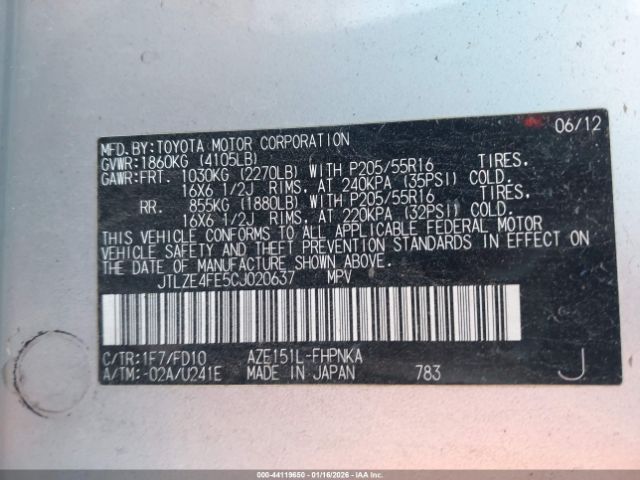 06/12
MFD.BY:TOYOTA MOTOR CORPORATION
GVWR:1860KG (4105LB)
GAWR:FRT. 1030KG (2270LB) WITH P205/55R16 TIRES.
16X6 1/2J RIMS. AT 240KPA (35PSI) COLD.
RR. 855KG (1880LB) WITH P205/55R16 TIRES.
16X6 1/2J RIMS. AT 220KPA (32PSI) COLD.
THIS VEHICLE CONFORMS TO ALL APPLICABLE FEDERAL MOTOR
VEHICLE SAFETY AND THEFT PREVENTION STANDARDS IN EFFECT ON
THE DATE OF MANUFACTURE SHOWN ABOVE.
JTLZE4FE5CJ020637 MPV
C/TR:1F7/FD10 AZE151L-FHPNKA
A/TM:-02A/U241E MADE IN JAPAN 783 J
000-44119650 - 01/16/2026 - COPART.COM